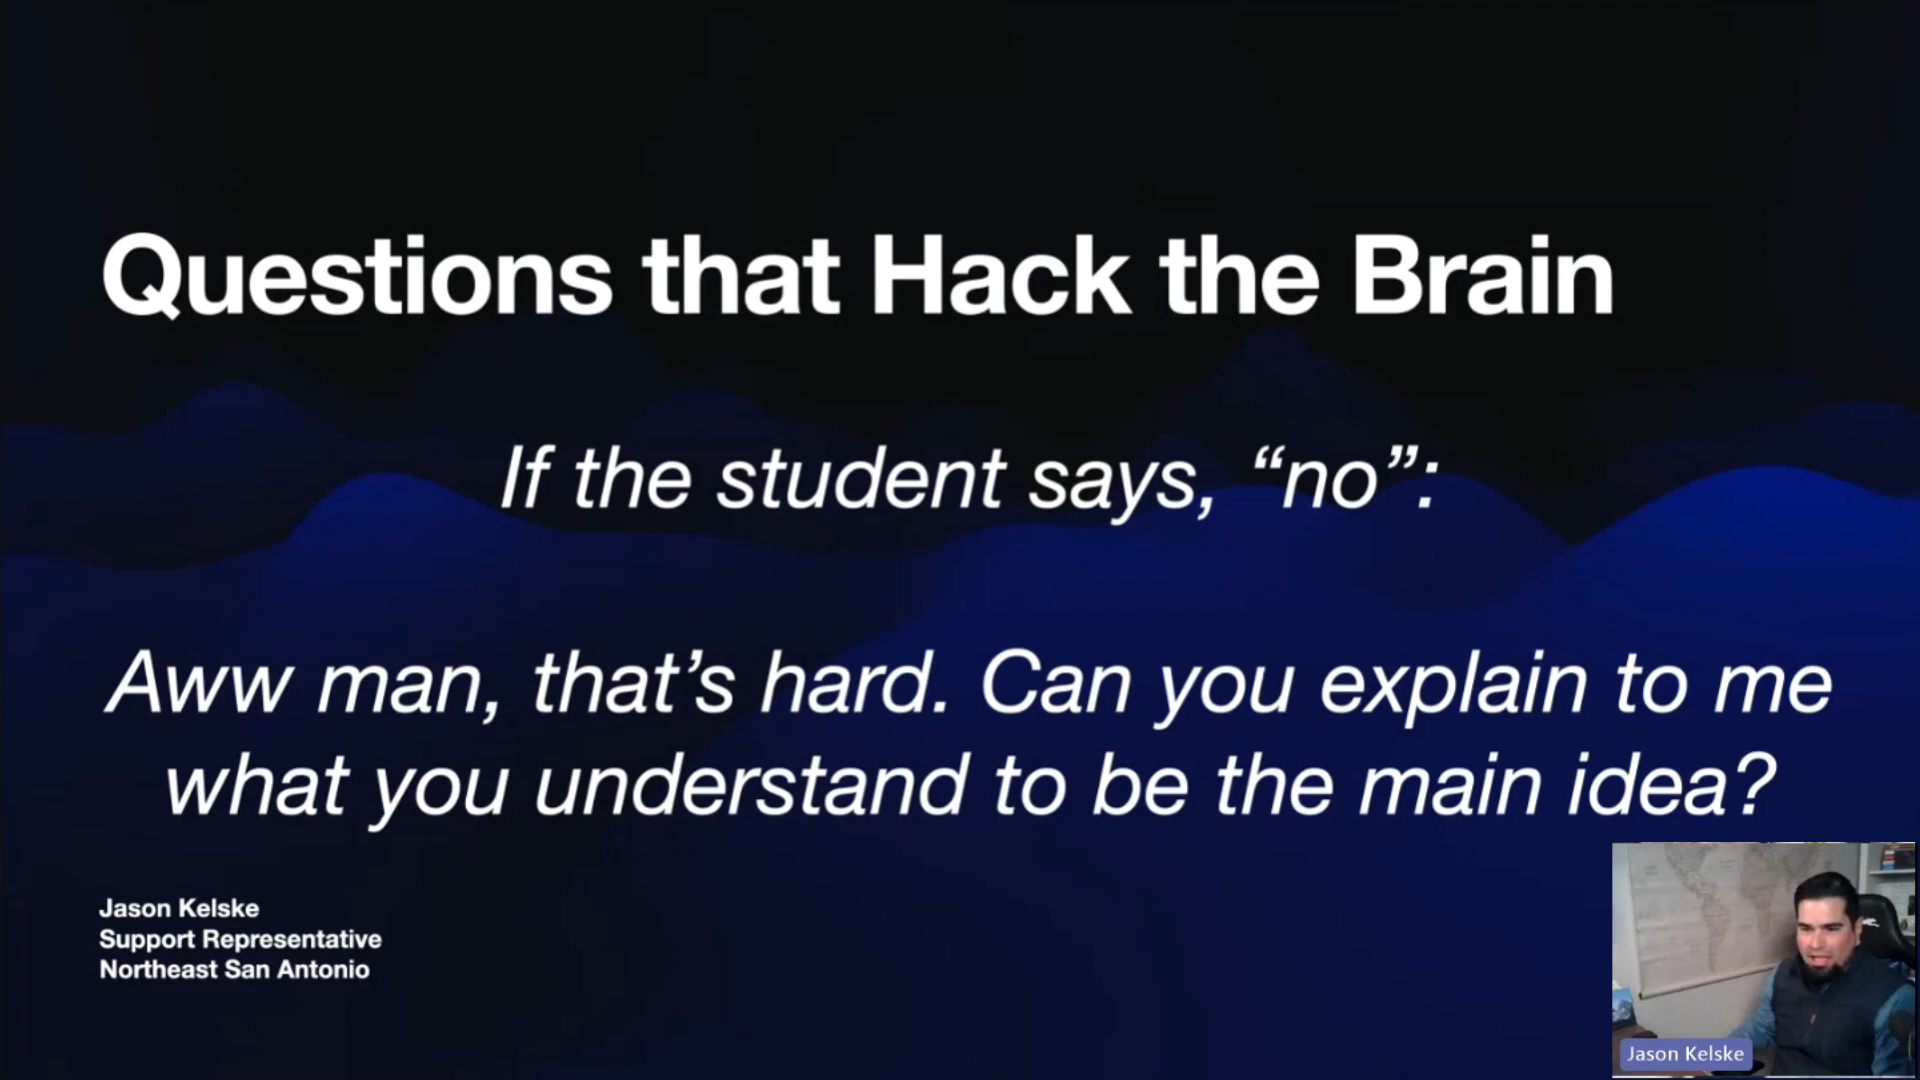 Questions that Hack the Brain
If the student says, “no”:
Aww man, that’s hard. Can you explain to me
what you understand to be the main idea?
Jason Kelske
Support Representative
Northeast San Antonio
Jason Kelske